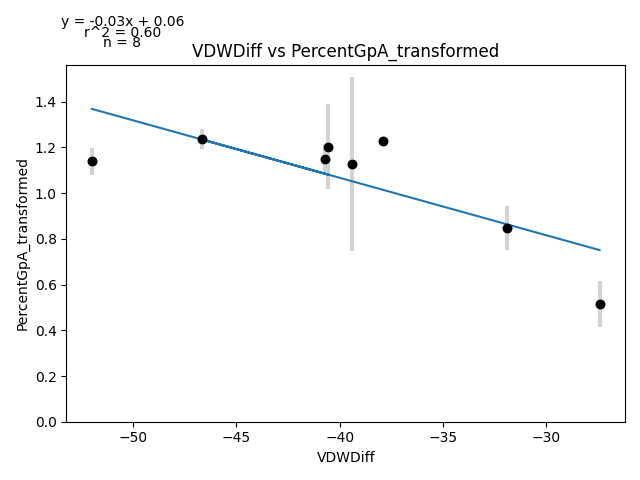 y = -0.03x + 0.06
r^2 = 0.60
n = 8
VDWDiff vs PercentGpA_transformed
1.4
1.2
1.0
0.8
0.6
0.4
0.2
0.0
PercentGpA_transformed
−50
−45
−40
−35
−30
VDWDiff